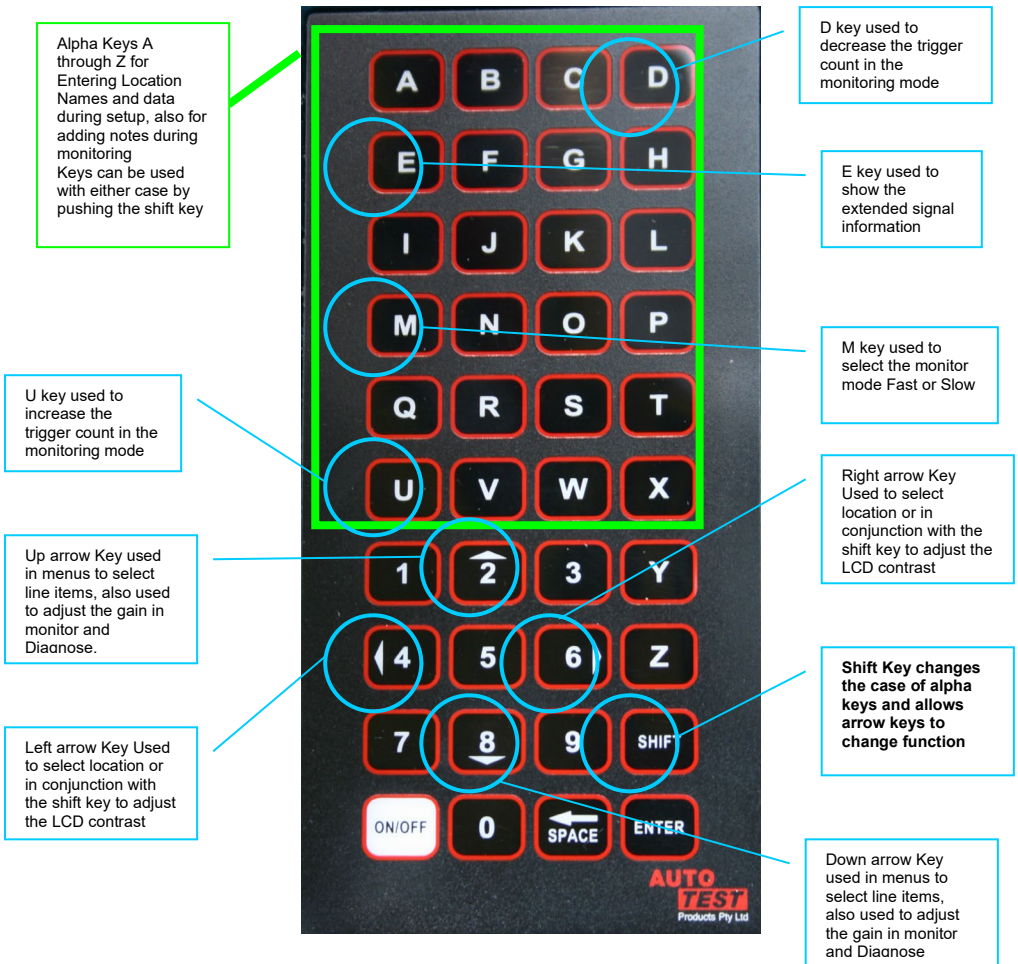 Alpha Keys A
through Z for
Entering Location
Names and data
during setup, also for
adding notes during
monitoring
Keys can be used
with either case by
pushing the shift key
D key used to
decrease the trigger
count in the
monitoring mode
E key used to
show the
extended signal
information
M key used to
select the monitor
mode Fast or Slow
U key used to
increase the
trigger count in the
monitoring mode
Right arrow Key
Used to select
location or in
conjunction with the
shift key to adjust the
LCD contrast
Up arrow Key used
in menus to select
line items, also used
to adjust the gain in
monitor and
Diagnose.
Shift Key changes
the case of alpha
keys and allows
arrow keys to
change function
Left arrow Key Used
to select location or
in conjunction with
the shift key to adjust
the LCD contrast
Down arrow Key
used in menus to
select line items,
also used to adjust
the gain in monitor
and Diagnose
A B C D
E F G H
I J K L
M N O P
Q R S T
U V W X
1 2 3 Y
4 5 6 Z
7 8 9 SHIFT
ON/OFF 0 SPACE ENTER
AUTO
TEST
Products Pty Ltd